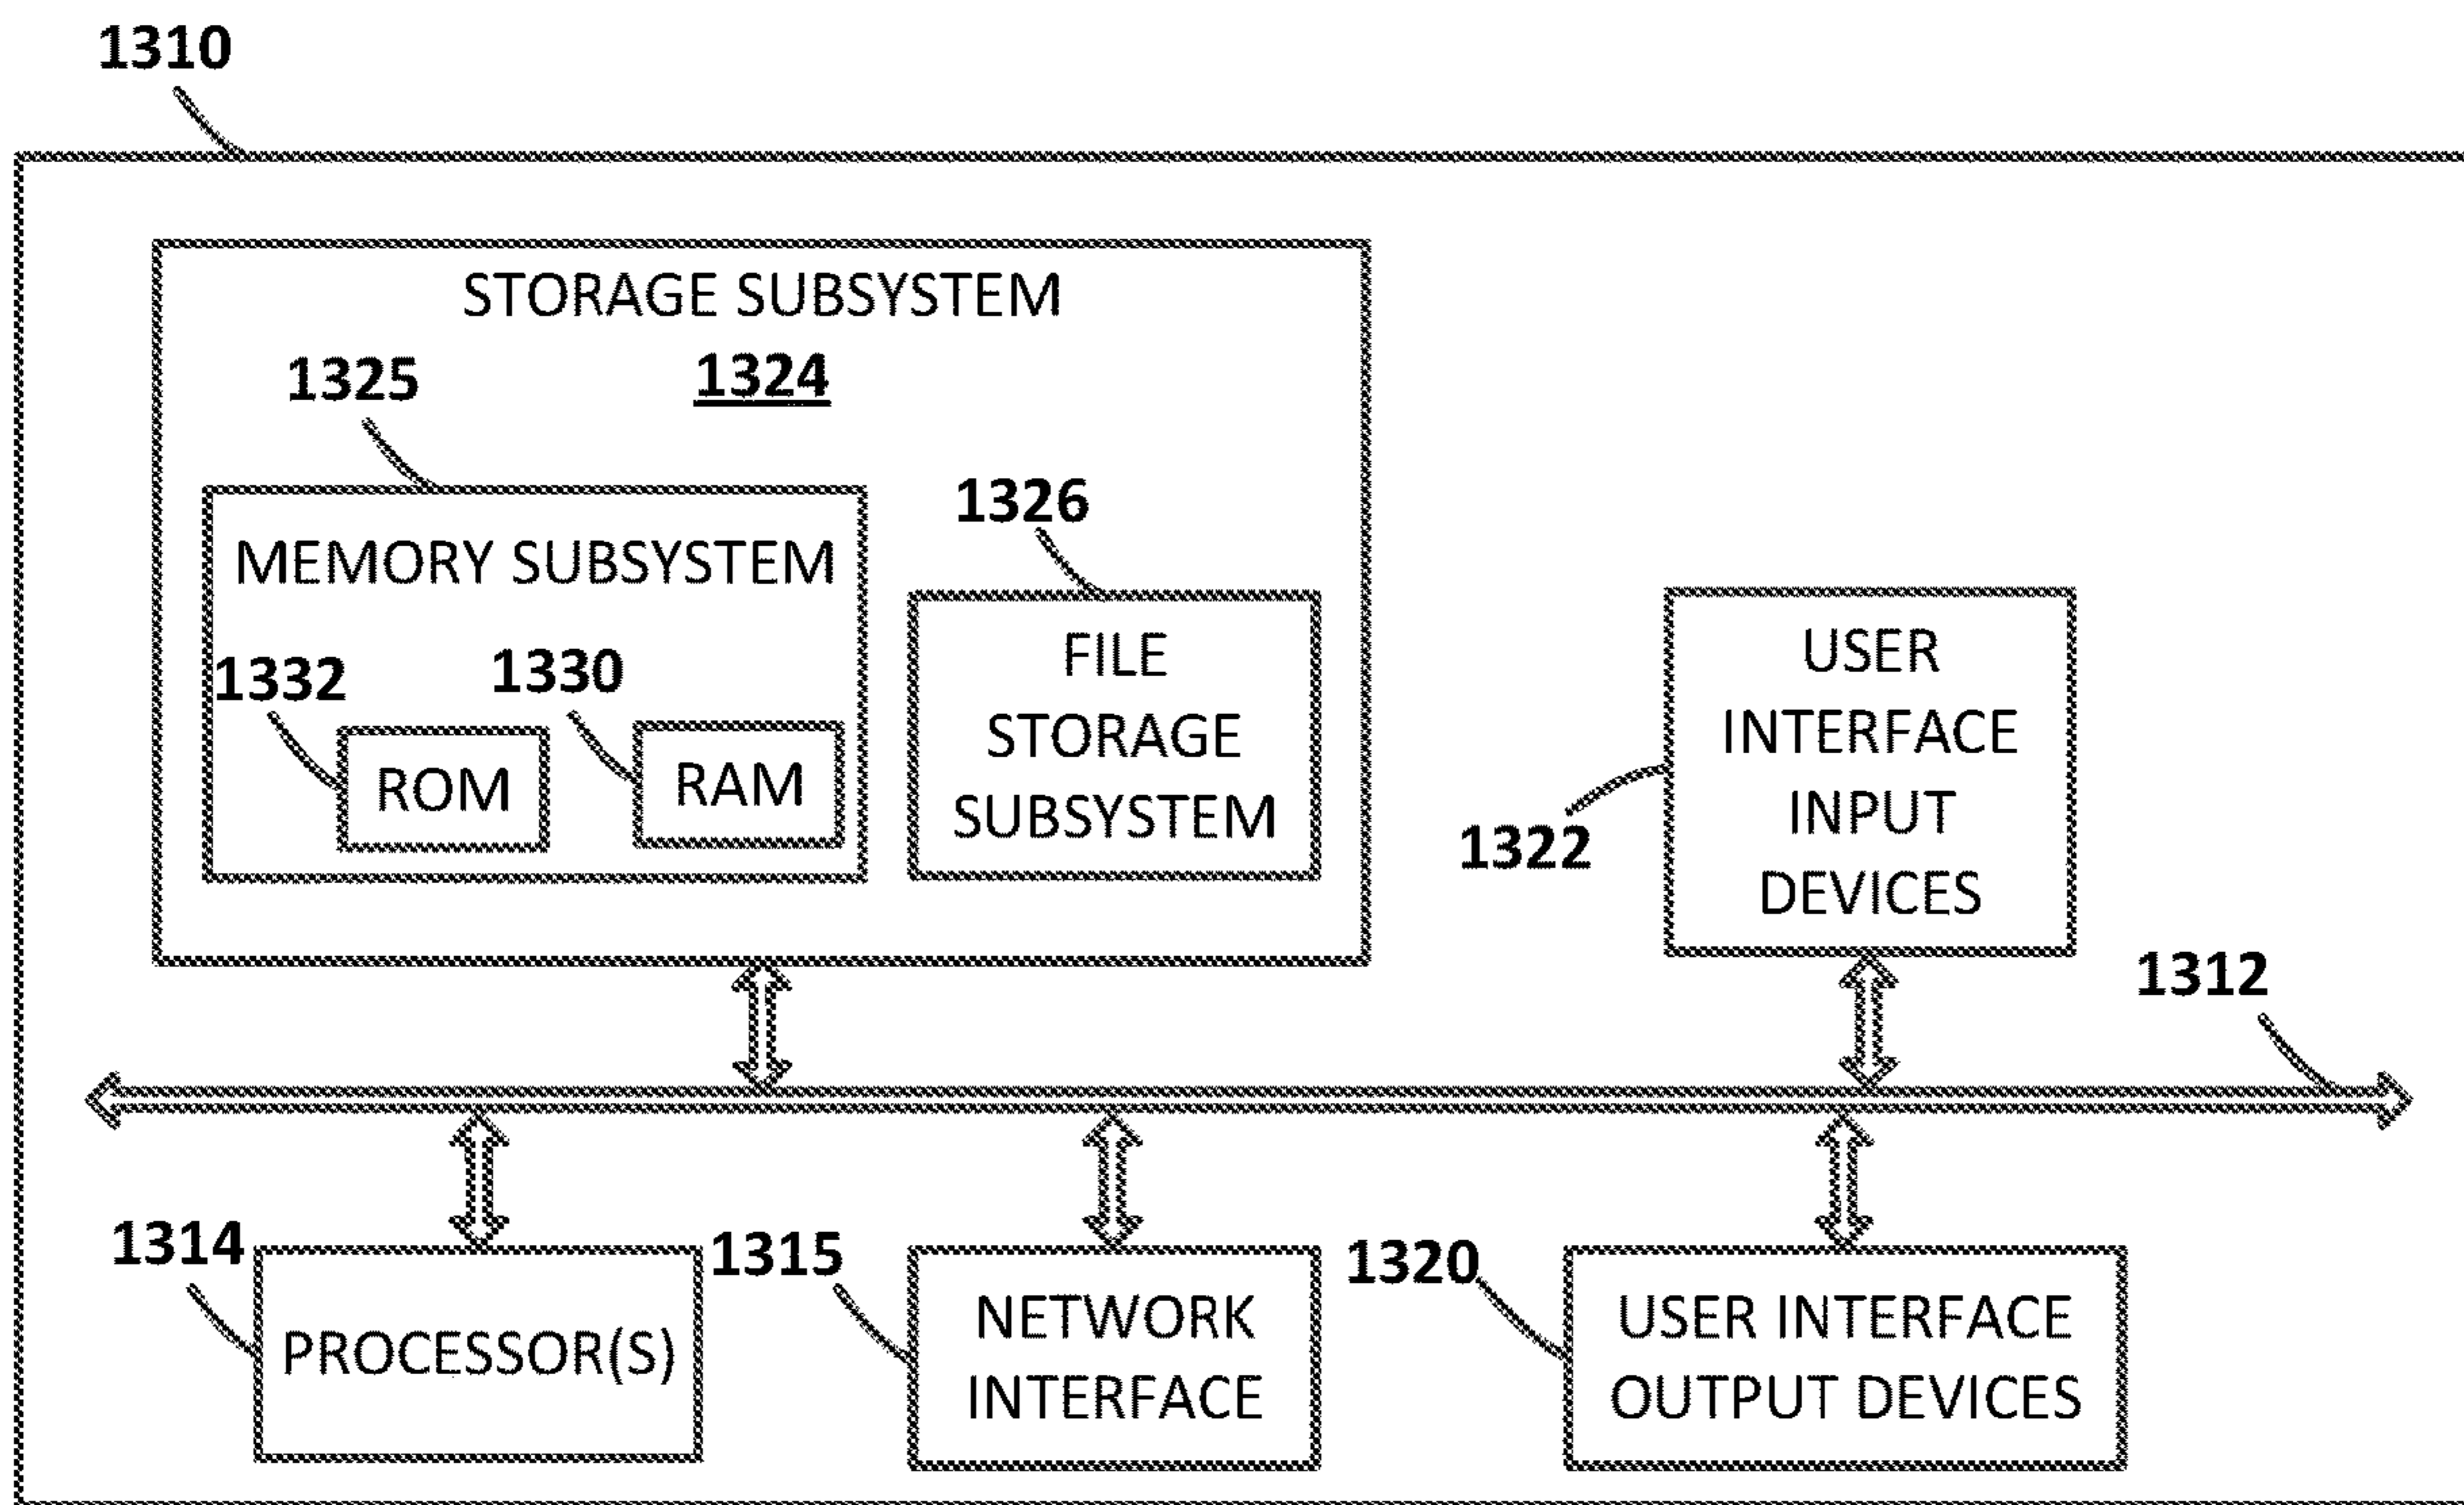 1310
STORAGE SUBSYSTEM
1324
1325
MEMORY SUBSYSTEM
1332
ROM
1330
RAM
1326
FILE
STORAGE
SUBSYSTEM
USER
INTERFACE
INPUT
DEVICES
1322
1312
1314
PROCESSOR(S)
1315
NETWORK
INTERFACE
1320
USER INTERFACE
OUTPUT DEVICES